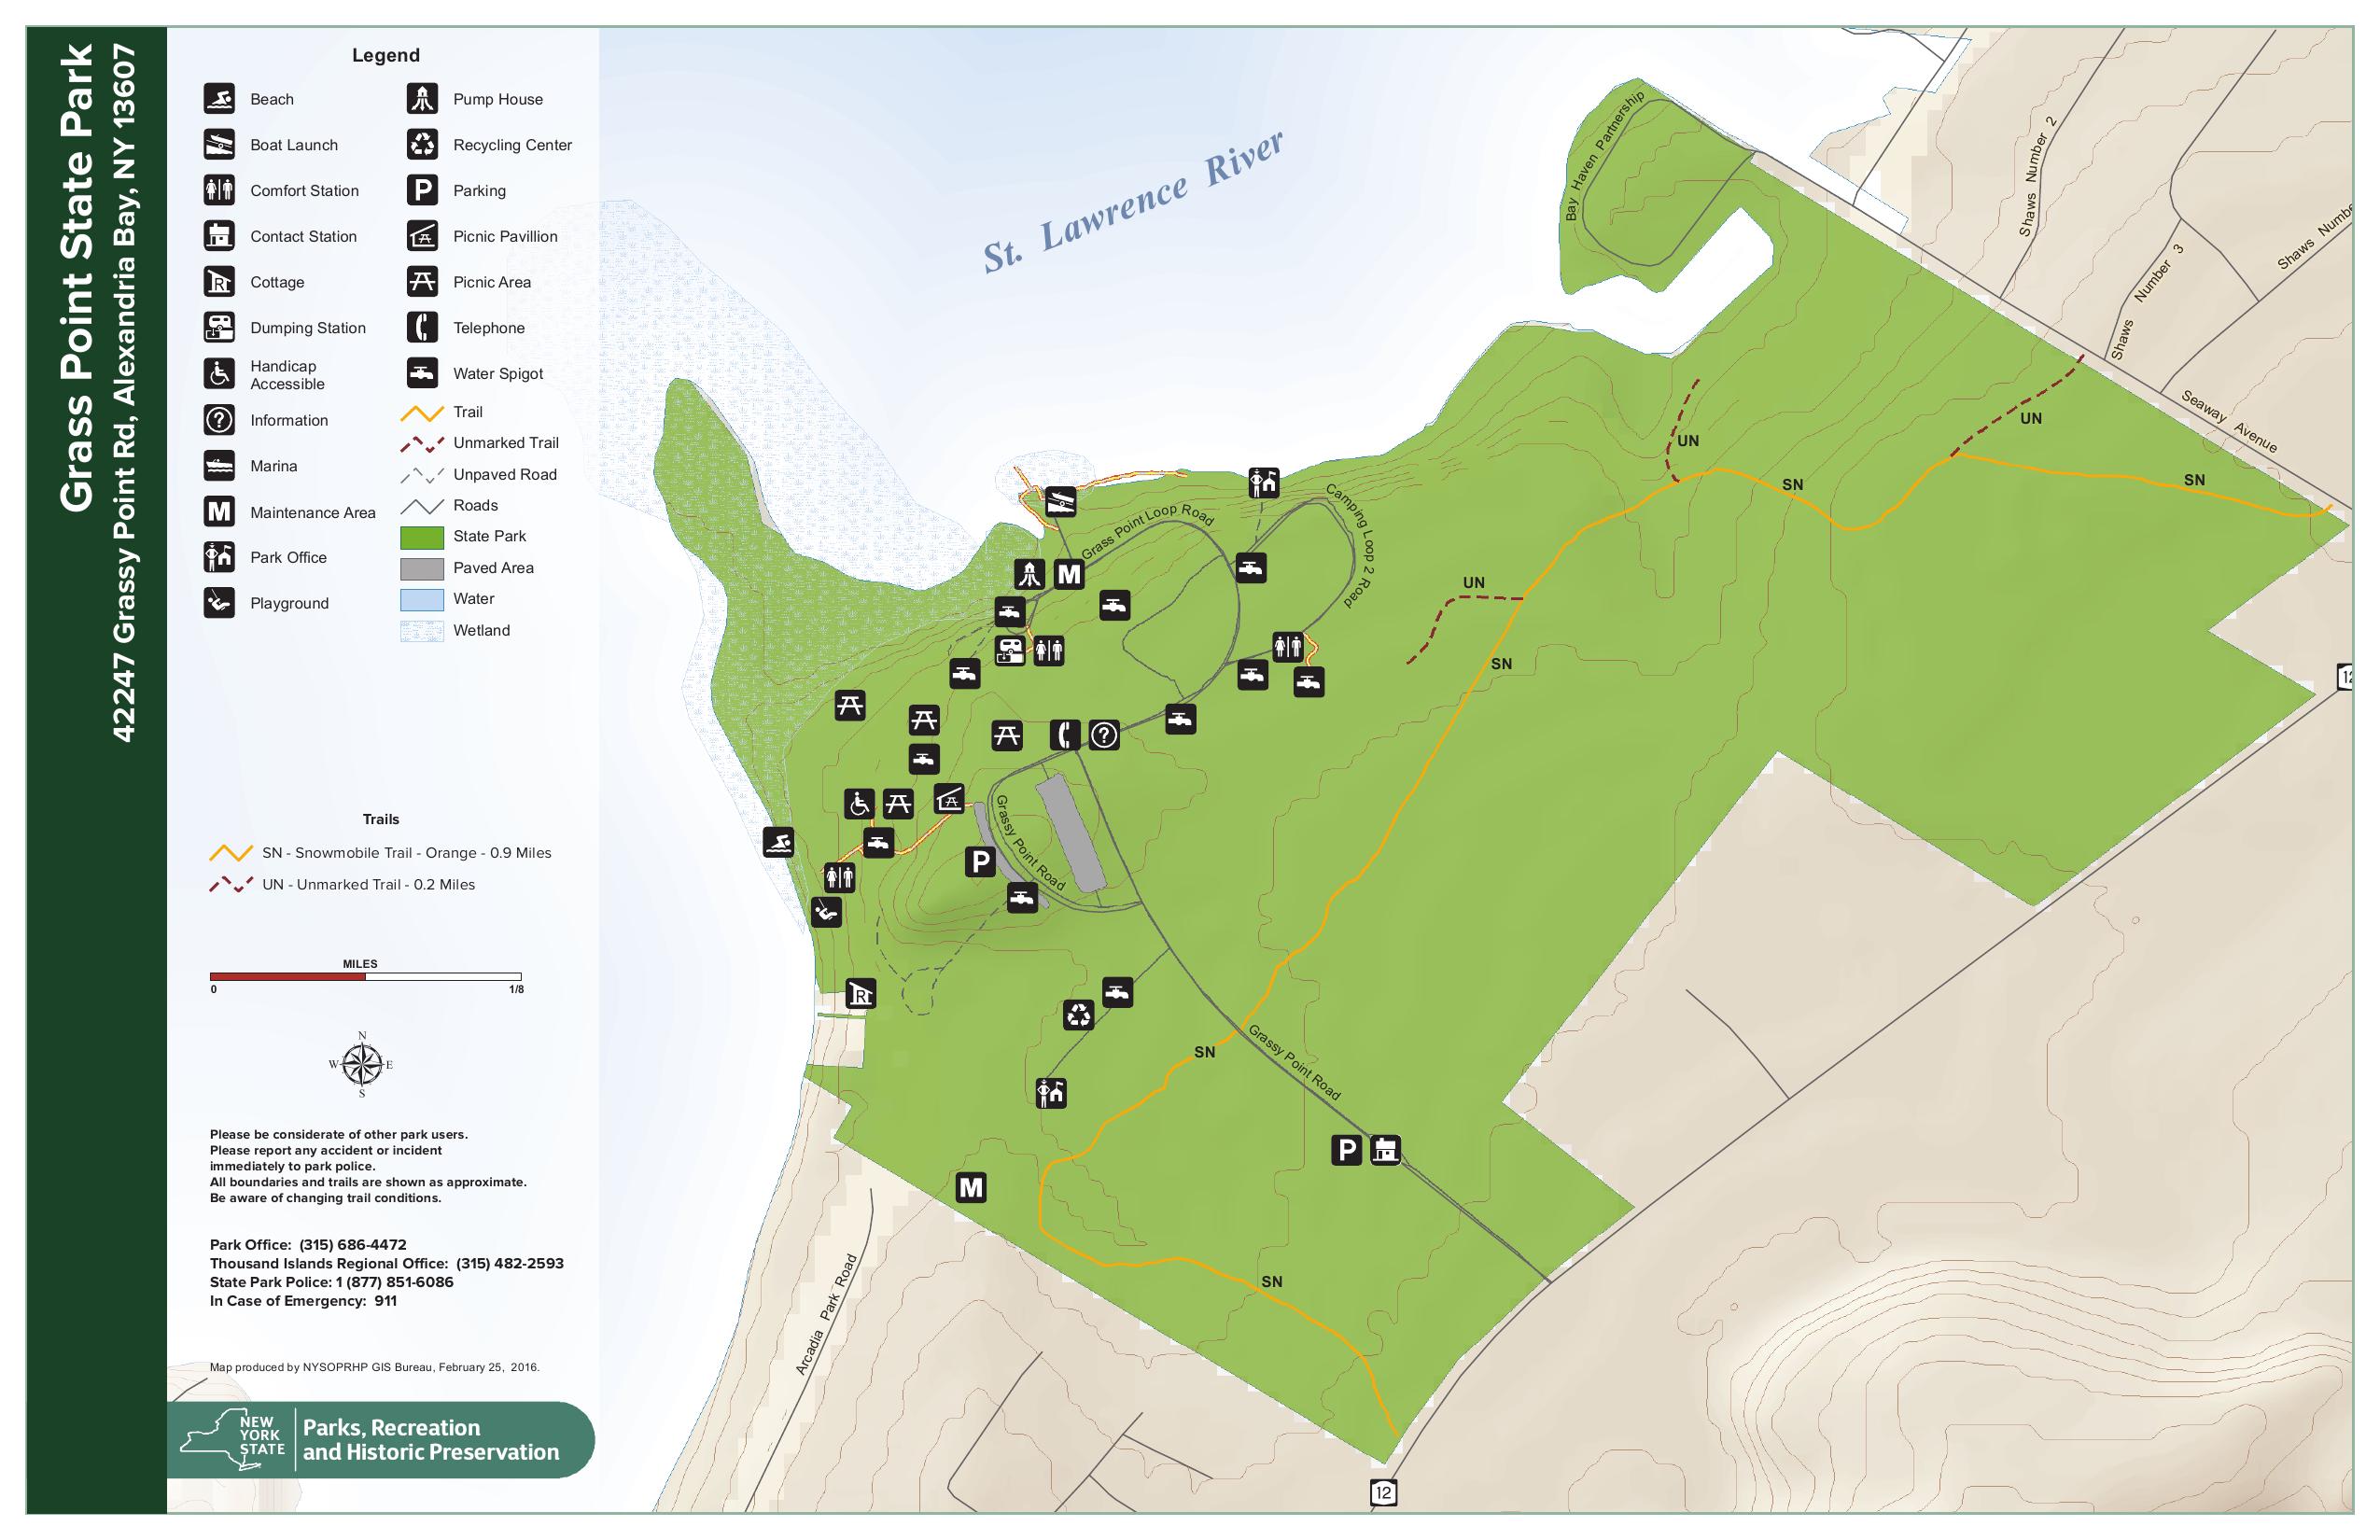 Grass Point State Park
42247 Grassy Point Rd, Alexandria Bay, NY 13607
Legend
Beach
Boat Launch
Comfort Station
Contact Station
Cottage
Dumping Station
Handicap
Accessible
Information
Marina
M Maintenance Area
Park Office
Playground
Pump House
Recycling Center
P Parking
Picnic Pavillion
Picnic Area
Telephone
Water Spigot
Trail
Unmarked Trail
Unpaved Road
Roads
State Park
Paved Area
Water
Wetland
Trails
SN - Snowmobile Trail - Orange - 0.9 Miles
UN - Unmarked Trail - 0.2 Miles
MILES
0 1/8
N
W E
S
Please be considerate of other park users.
Please report any accident or incident
immediately to park police.
All boundaries and trails are shown as approximate.
Be aware of changing trail conditions.
Park Office: (315) 686-4472
Thousand Islands Regional Office: (315) 482-2593
State Park Police: 1 (877) 851-6086
In Case of Emergency: 911
Map produced by NYSOPRHP GIS Bureau, February 25, 2016.
NEW
YORK
STATE
Parks, Recreation
and Historic Preservation
St. Lawrence River
Bay Haven Partnership
Shaws Number 2
Shaws Number 3
Shaws Numbe
Seaway Avenue
UN
UN
SN
SN
Grass Point Loop Road
Camping Loop 2 Road
M
UN
SN
12
R
Grassy Point Road
P
R
SN
Grassy Point Road
P
M
SN
Arcadia Park Road
12